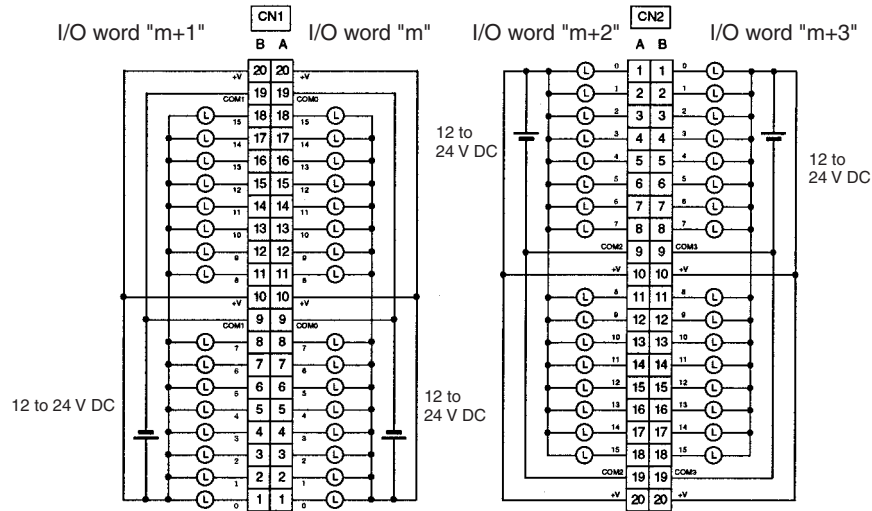 CN1
I/O word "m+1" I/O word "m"
B A
+V 20 20 +V
COM1 19 19 COM0
L 15 18 18 15 L
L 14 17 17 14 L
L 13 16 16 13 L
L 12 15 15 12 L
L 11 14 14 11 L
L 10 13 13 10 L
L 9 12 12 9 L
L 8 11 11 8 L
+V 10 10 +V
COM1 9 9 COM0
L 7 8 8 7 L
L 6 7 7 6 L
L 5 6 6 5 L
L 4 5 5 4 L
L 3 4 4 3 L
L 2 3 3 2 L
L 1 2 2 1 L
L 0 1 1 0 L
12 to 24 V DC
12 to
24 V DC
CN2
I/O word "m+2" I/O word "m+3"
A B
L 0 1 1 0 L
L 1 2 2 1 L
L 2 3 3 2 L
L 3 4 4 3 L
L 4 5 5 4 L
L 5 6 6 5 L
L 6 7 7 6 L
L 7 8 8 7 L
COM2 9 9 COM3
+V 10 10 +V
L 8 11 11 8 L
L 9 12 12 9 L
L 10 13 13 10 L
L 11 14 14 11 L
L 12 15 15 12 L
L 13 16 16 13 L
L 14 17 17 14 L
L 15 18 18 15 L
COM2 19 19 COM3
+V 20 20 +V
12 to
24 V DC
12 to
24 V DC